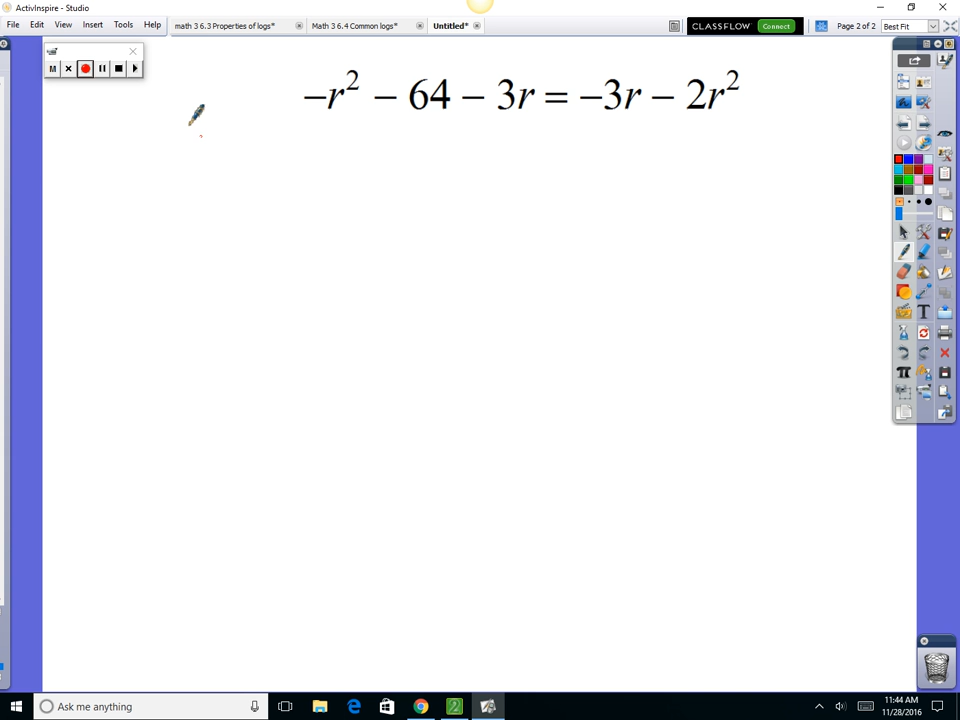 ActivInspire - Studio
File Edit View Insert Tools Help
math 3 6.3 Properties of logs*
Math 3 6.4 Common logs*
Untitled*
CLASSFLOW Connect
Page 2 of 2
Best Fit
M
−r² − 64 − 3r = −3r − 2r²
T
π
Ask me anything
2
11:44 AM
11/28/2016